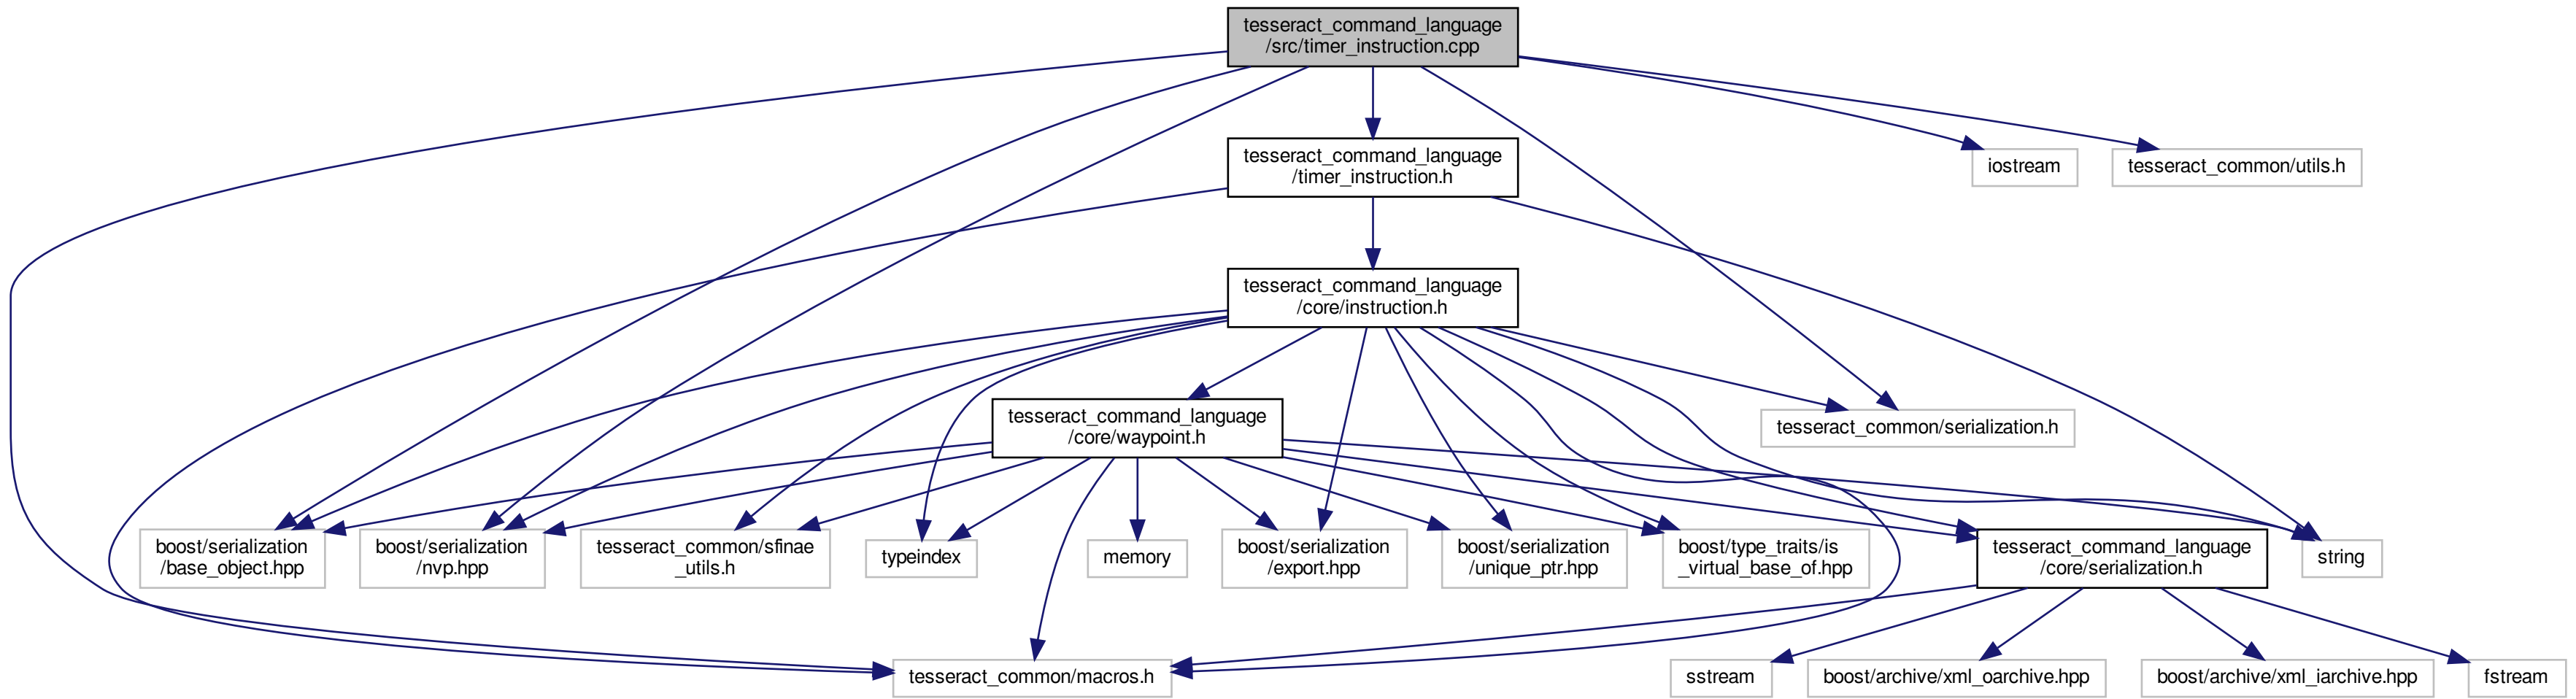 tesseract_command_language
/src/timer_instruction.cpp
tesseract_command_language
/timer_instruction.h
iostream
tesseract_common/utils.h
tesseract_command_language
/core/instruction.h
tesseract_command_language
/core/waypoint.h
tesseract_common/serialization.h
boost/serialization
/base_object.hpp
boost/serialization
/nvp.hpp
tesseract_common/sfinae
_utils.h
typeindex
memory
boost/serialization
/export.hpp
boost/serialization
/unique_ptr.hpp
boost/type_traits/is
_virtual_base_of.hpp
tesseract_command_language
/core/serialization.h
string
tesseract_common/macros.h
sstream
boost/archive/xml_oarchive.hpp
boost/archive/xml_iarchive.hpp
fstream